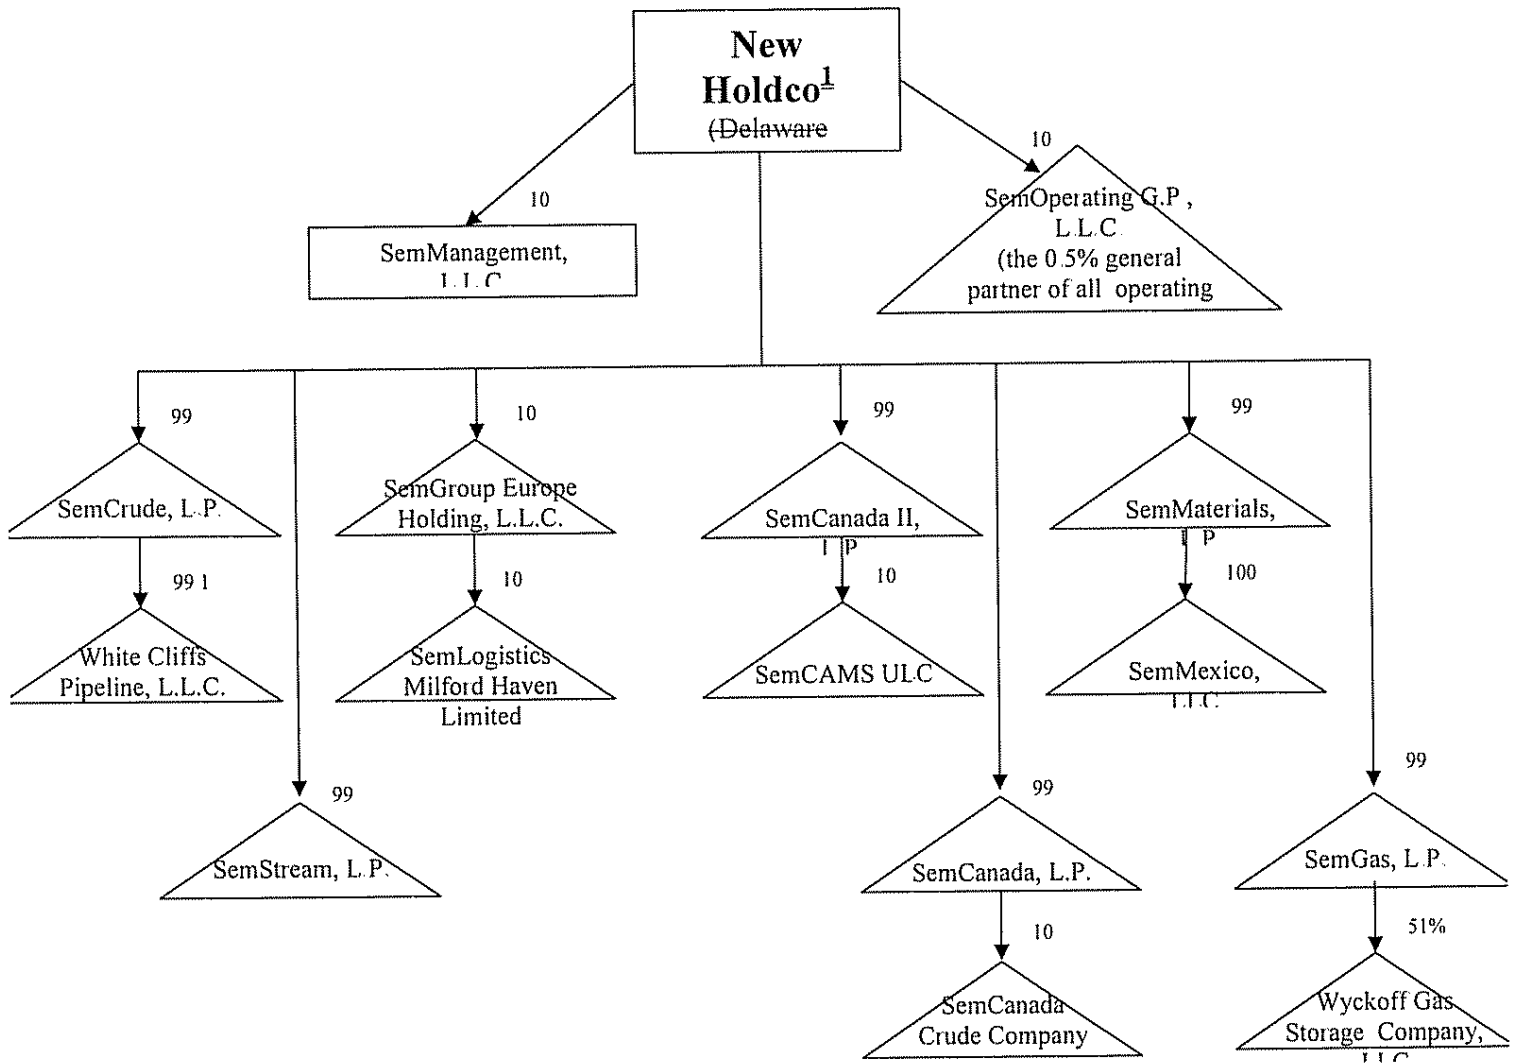 New
Holdco1
(Delaware
10
10
SemManagement,
L.L.C
SemOperating G.P ,
L.L.C
(the 0.5% general
partner of all operating
99
10
99
99
SemCrude, L.P.
SemGroup Europe
Holding, L.L.C.
SemCanada II,
L P
SemMaterials,
L P
99 1
10
10
100
White Cliffs
Pipeline, L.L.C.
SemLogistics
Milford Haven
Limited
SemCAMS ULC
SemMexico,
LLC
99
99
99
SemStream, L.P.
SemCanada, L.P.
SemGas, L.P.
10
51%
SemCanada
Crude Company
Wyckoff Gas
Storage Company,
LLC